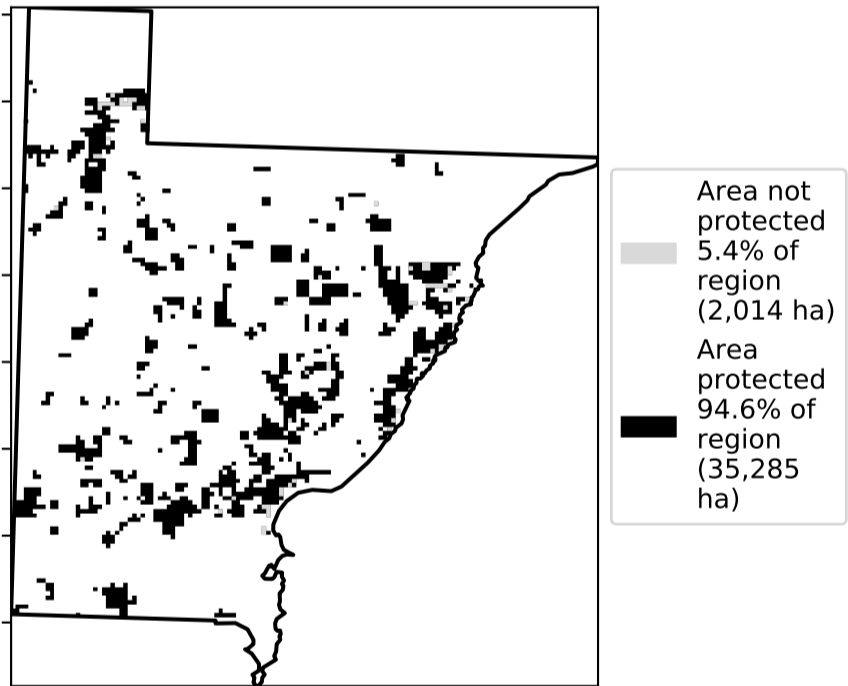 Area not
protected
5.4% of
region
(2,014 ha)
Area
protected
94.6% of
region
(35,285
ha)